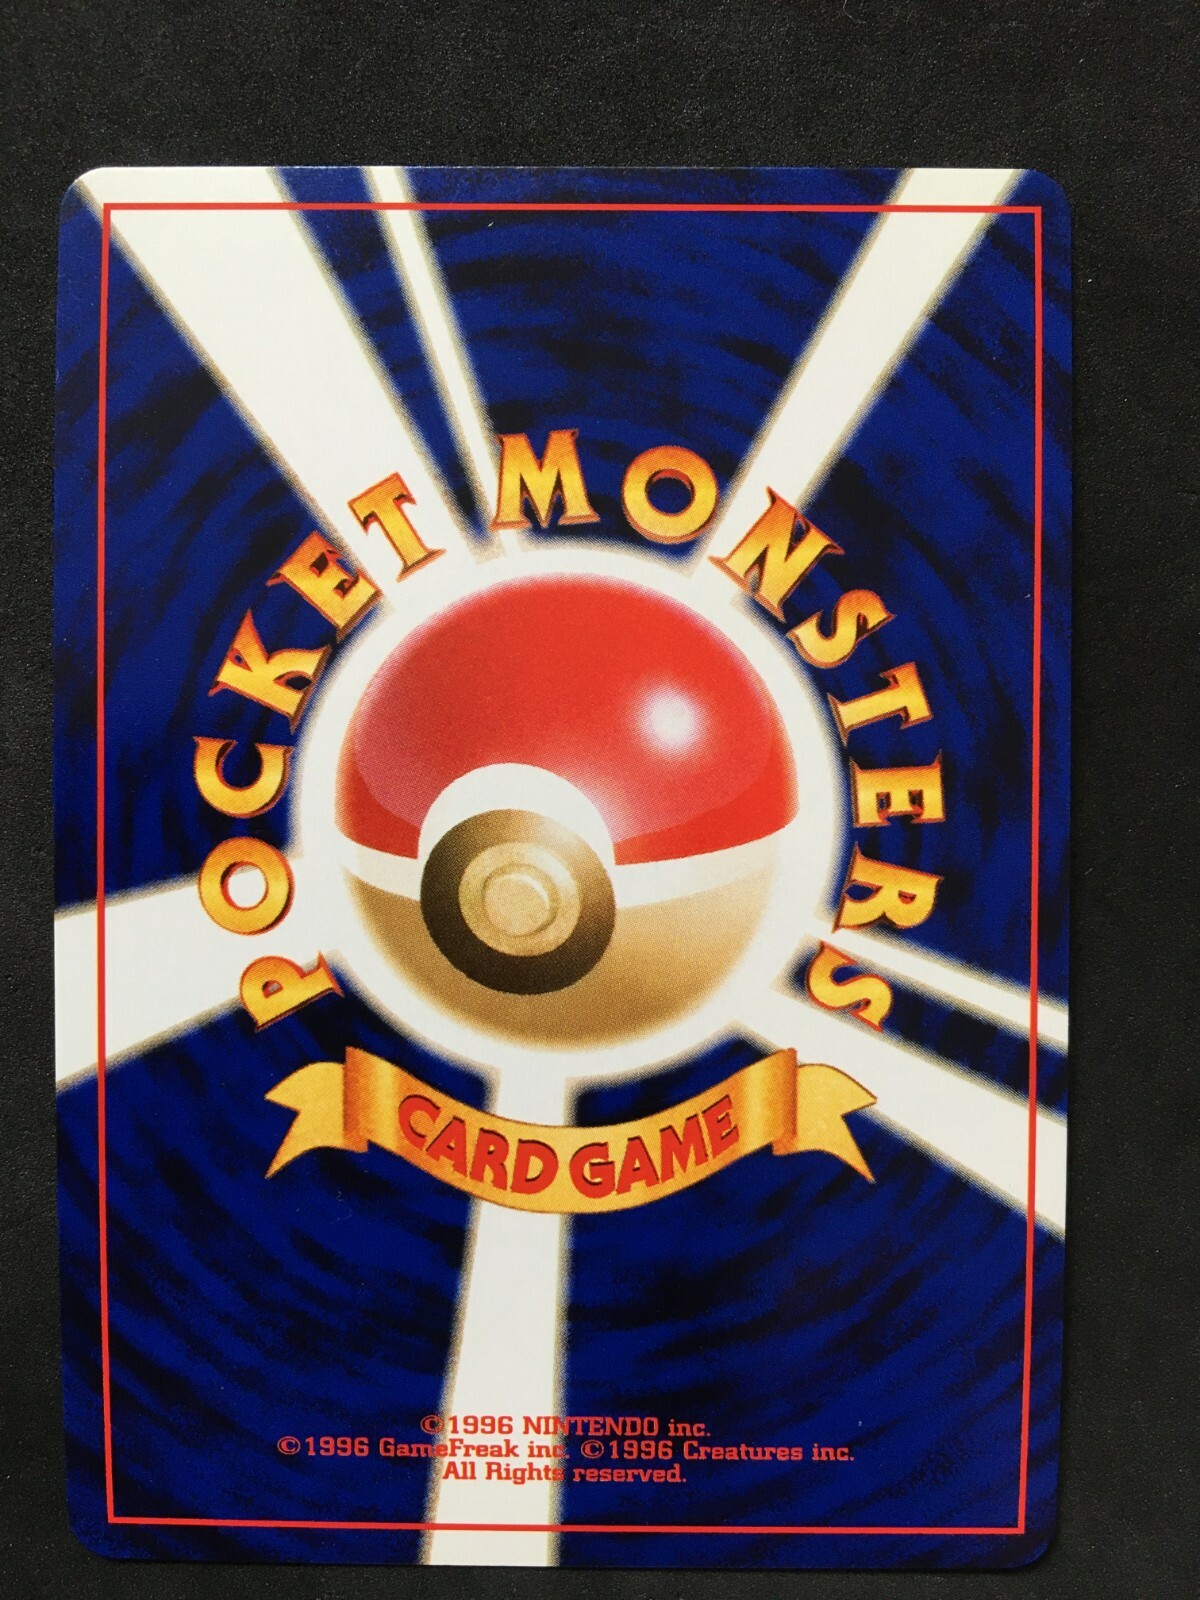 POCKET MONSTERS
CARD GAME
©1996 NINTENDO inc.
©1996 GameFreak inc. ©1996 Creatures inc.
All Rights reserved.